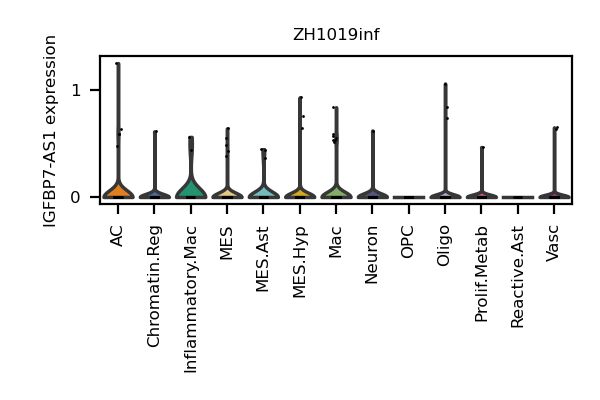 ZH1019inf
IGFBP7-AS1 expression
1
0
AC
Chromatin.Reg
Inflammatory.Mac
MES
MES.Ast
MES.Hyp
Mac
Neuron
OPC
Oligo
Prolif.Metab
Reactive.Ast
Vasc